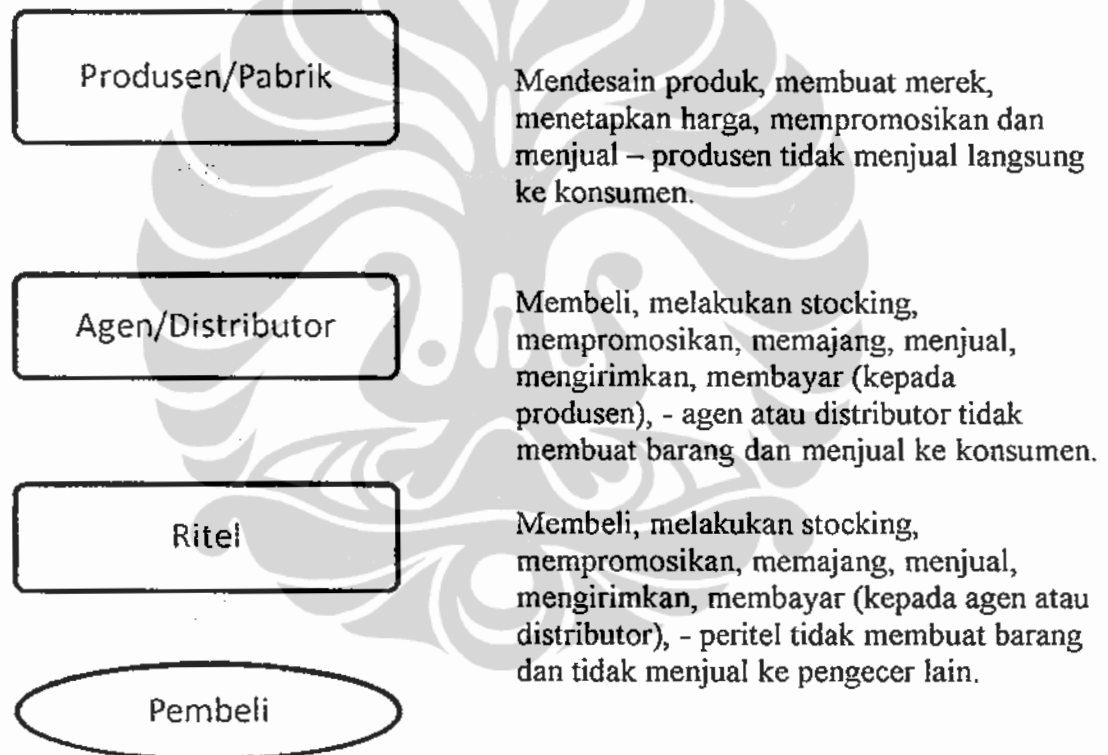 Produsen/Pabrik
Mendesain produk, membuat merek,
menetapkan harga, mempromosikan dan
menjual – produsen tidak menjual langsung
ke konsumen.
Agen/Distributor
Membeli, melakukan stocking,
mempromosikan, memajang, menjual,
mengirimkan, membayar (kepada
produsen), - agen atau distributor tidak
membuat barang dan menjual ke konsumen.
Ritel
Membeli, melakukan stocking,
mempromosikan, memajang, menjual,
mengirimkan, membayar (kepada agen atau
distributor), - peritel tidak membuat barang
dan tidak menjual ke pengecer lain.
Pembeli